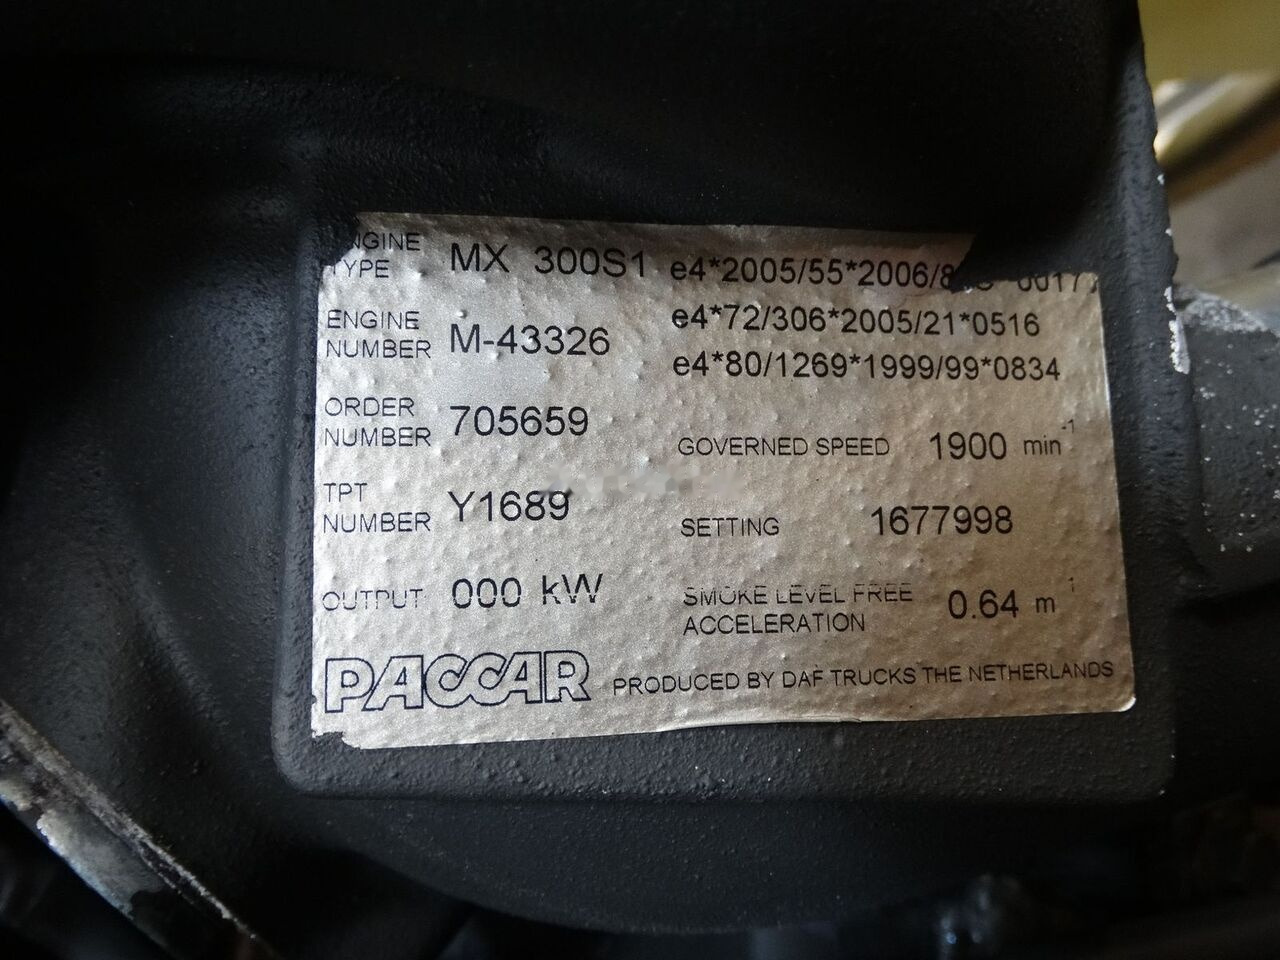 ENGINE
TYPE
MX 300S1
e4*2005/55*2006/
ENGINE
NUMBER
M-43326
e4*72/306*2005/21*0516
e4*80/1269*1999/99*0834
ORDER
NUMBER
705659
GOVERNED SPEED 1900 min-1
TPT
NUMBER
Y1689
SETTING 1677998
OUTPUT 000 kW
SMOKE LEVEL FREE
ACCELERATION
0.64 m 1
PACCAR
PRODUCED BY DAF TRUCKS THE NETHERLANDS